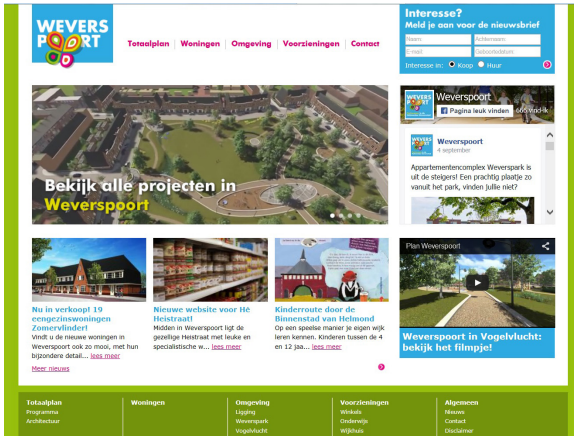 WEVERS
POORT
Totaalplan
Woningen
Omgeving
Voorzieningen
Contact
Interesse?
Meld je aan voor de nieuwsbrief
Naam:
Achternaam:
E-mail
Geboortedatum:
Interesse in:
Koop
Huur
Bekijk alle projecten in
Weverspoort
WEVERS
POORT
Weverspoort
Pagina leuk vinden
666 vind-ik
Weverspoort
4 september
Appartementencomplex Weverspark is
uit de steigers! Een prachtig plaatje zo
vanuit het park, vinden jullie niet?
Nu in verkoop! 19
eengezinswoningen
Zomervlinder!
Vindt u de nieuwe woningen in
Weverspoort ook zo mooi, met hun
bijzondere detail... lees meer
Meer nieuws
Nieuwe website voor Hè
Heistraat!
Midden in Weverspoort ligt de
gezellige Heistraat met leuke en
specialistische w... lees meer
Kinderroute door de
Binnenstad van Helmond
Op een speelse manier je eigen wijk
leren kennen. Kinderen tussen de 4
en 12 jaa... lees meer
Plan Weverspoort
Weverspoort in Vogelvlucht:
bekijk het filmpje!
Totaalplan
Programma
Architectuur
Woningen
Omgeving
Ligging
Weverspark
Vogelvlucht
Voorzieningen
Winkels
Onderwijs
Wijkhuis
Algemeen
Nieuws
Contact
Disclaimer